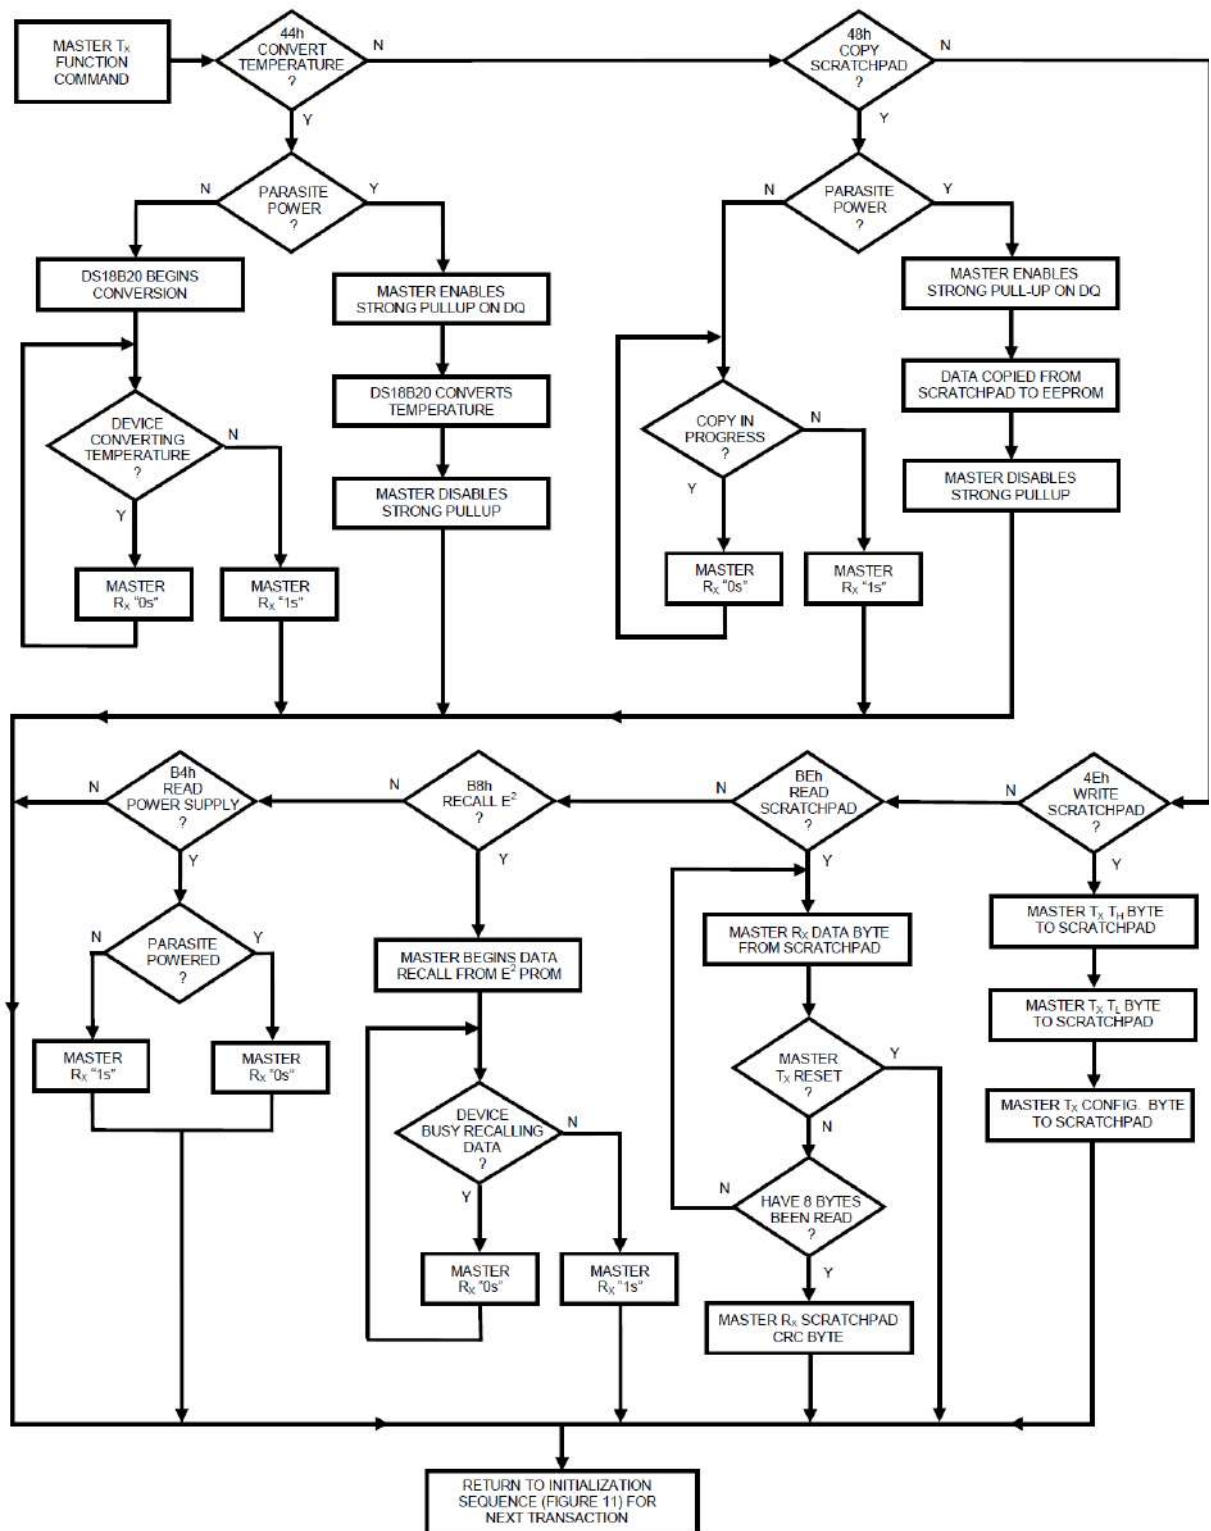 MASTER TX
FUNCTION
COMMAND
44h
CONVERT
TEMPERATURE
?
N
Y
48h
COPY
SCRATCHPAD
?
N
Y
N
PARASITE
POWER
?
Y
N
PARASITE
POWER
?
Y
DS18B20 BEGINS
CONVERSION
MASTER ENABLES
STRONG PULLUP ON DQ
MASTER ENABLES
STRONG PULL-UP ON DQ
DS18B20 CONVERTS
TEMPERATURE
DATA COPIED FROM
SCRATCHPAD TO EEPROM
DEVICE
CONVERTING
TEMPERATURE
?
N
Y
COPY IN
PROGRESS
?
N
Y
MASTER DISABLES
STRONG PULLUP
MASTER DISABLES
STRONG PULLUP
MASTER
RX "0s"
MASTER
RX "1s"
MASTER
RX "0s"
MASTER
RX "1s"
N
B4h
READ
POWER SUPPLY
?
Y
N
B8h
RECALL E2
?
Y
N
BEh
READ
SCRATCHPAD
?
Y
N
4Eh
WRITE
SCRATCHPAD
?
Y
N
PARASITE
POWERED
?
Y
MASTER
RX "1s"
MASTER
RX "0s"
MASTER BEGINS DATA
RECALL FROM E2 PROM
DEVICE
BUSY RECALLING
DATA
?
N
Y
MASTER
RX "0s"
MASTER
RX "1s"
MASTER RX DATA BYTE
FROM SCRATCHPAD
MASTER
TX RESET
?
Y
N
N
HAVE 8 BYTES
BEEN READ
?
Y
MASTER RX SCRATCHPAD
CRC BYTE
MASTER TX TH BYTE
TO SCRATCHPAD
MASTER TX TL BYTE
TO SCRATCHPAD
MASTER TX CONFIG. BYTE
TO SCRATCHPAD
RETURN TO INITIALIZATION
SEQUENCE (FIGURE 11) FOR
NEXT TRANSACTION